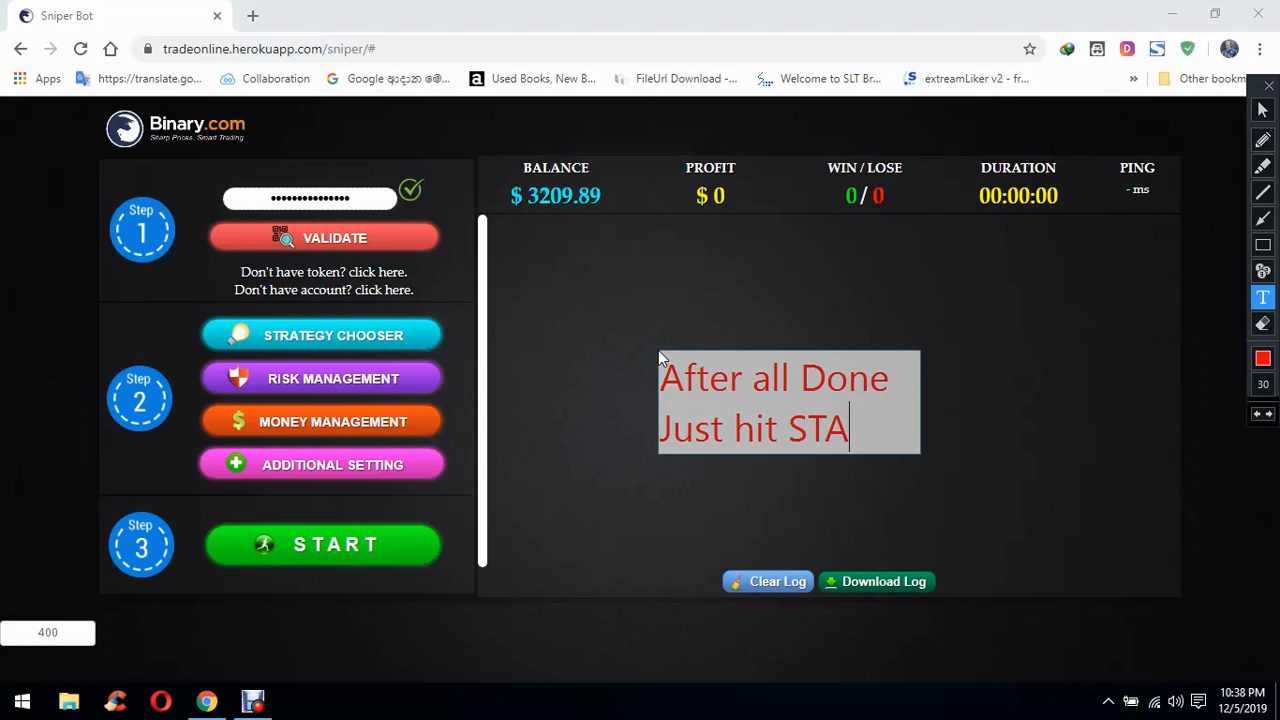 Sniper Bot
tradeonline.herokuapp.com/sniper/#
Apps
https://translate.go...
Collaboration
Google ආදාන මෙ...
Used Books, New B...
FileUrl Download -...
Welcome to SLT Br...
extreamLiker v2 - fr...
»
Other bookm
Binary.com
Sharp Prices. Smart Trading.
BALANCE PROFIT WIN / LOSE DURATION PING
$ 3209.89 $ 0 0 / 0 00:00:00 - ms
Step
1
•••••••••••••••
VALIDATE
Don't have token? click here.
Don't have account? click here.
Step
2
STRATEGY CHOOSER
RISK MANAGEMENT
MONEY MANAGEMENT
ADDITIONAL SETTING
Step
3
START
After all Done
Just hit STA
Clear Log
Download Log
400
T
30
10:38 PM
12/5/2019